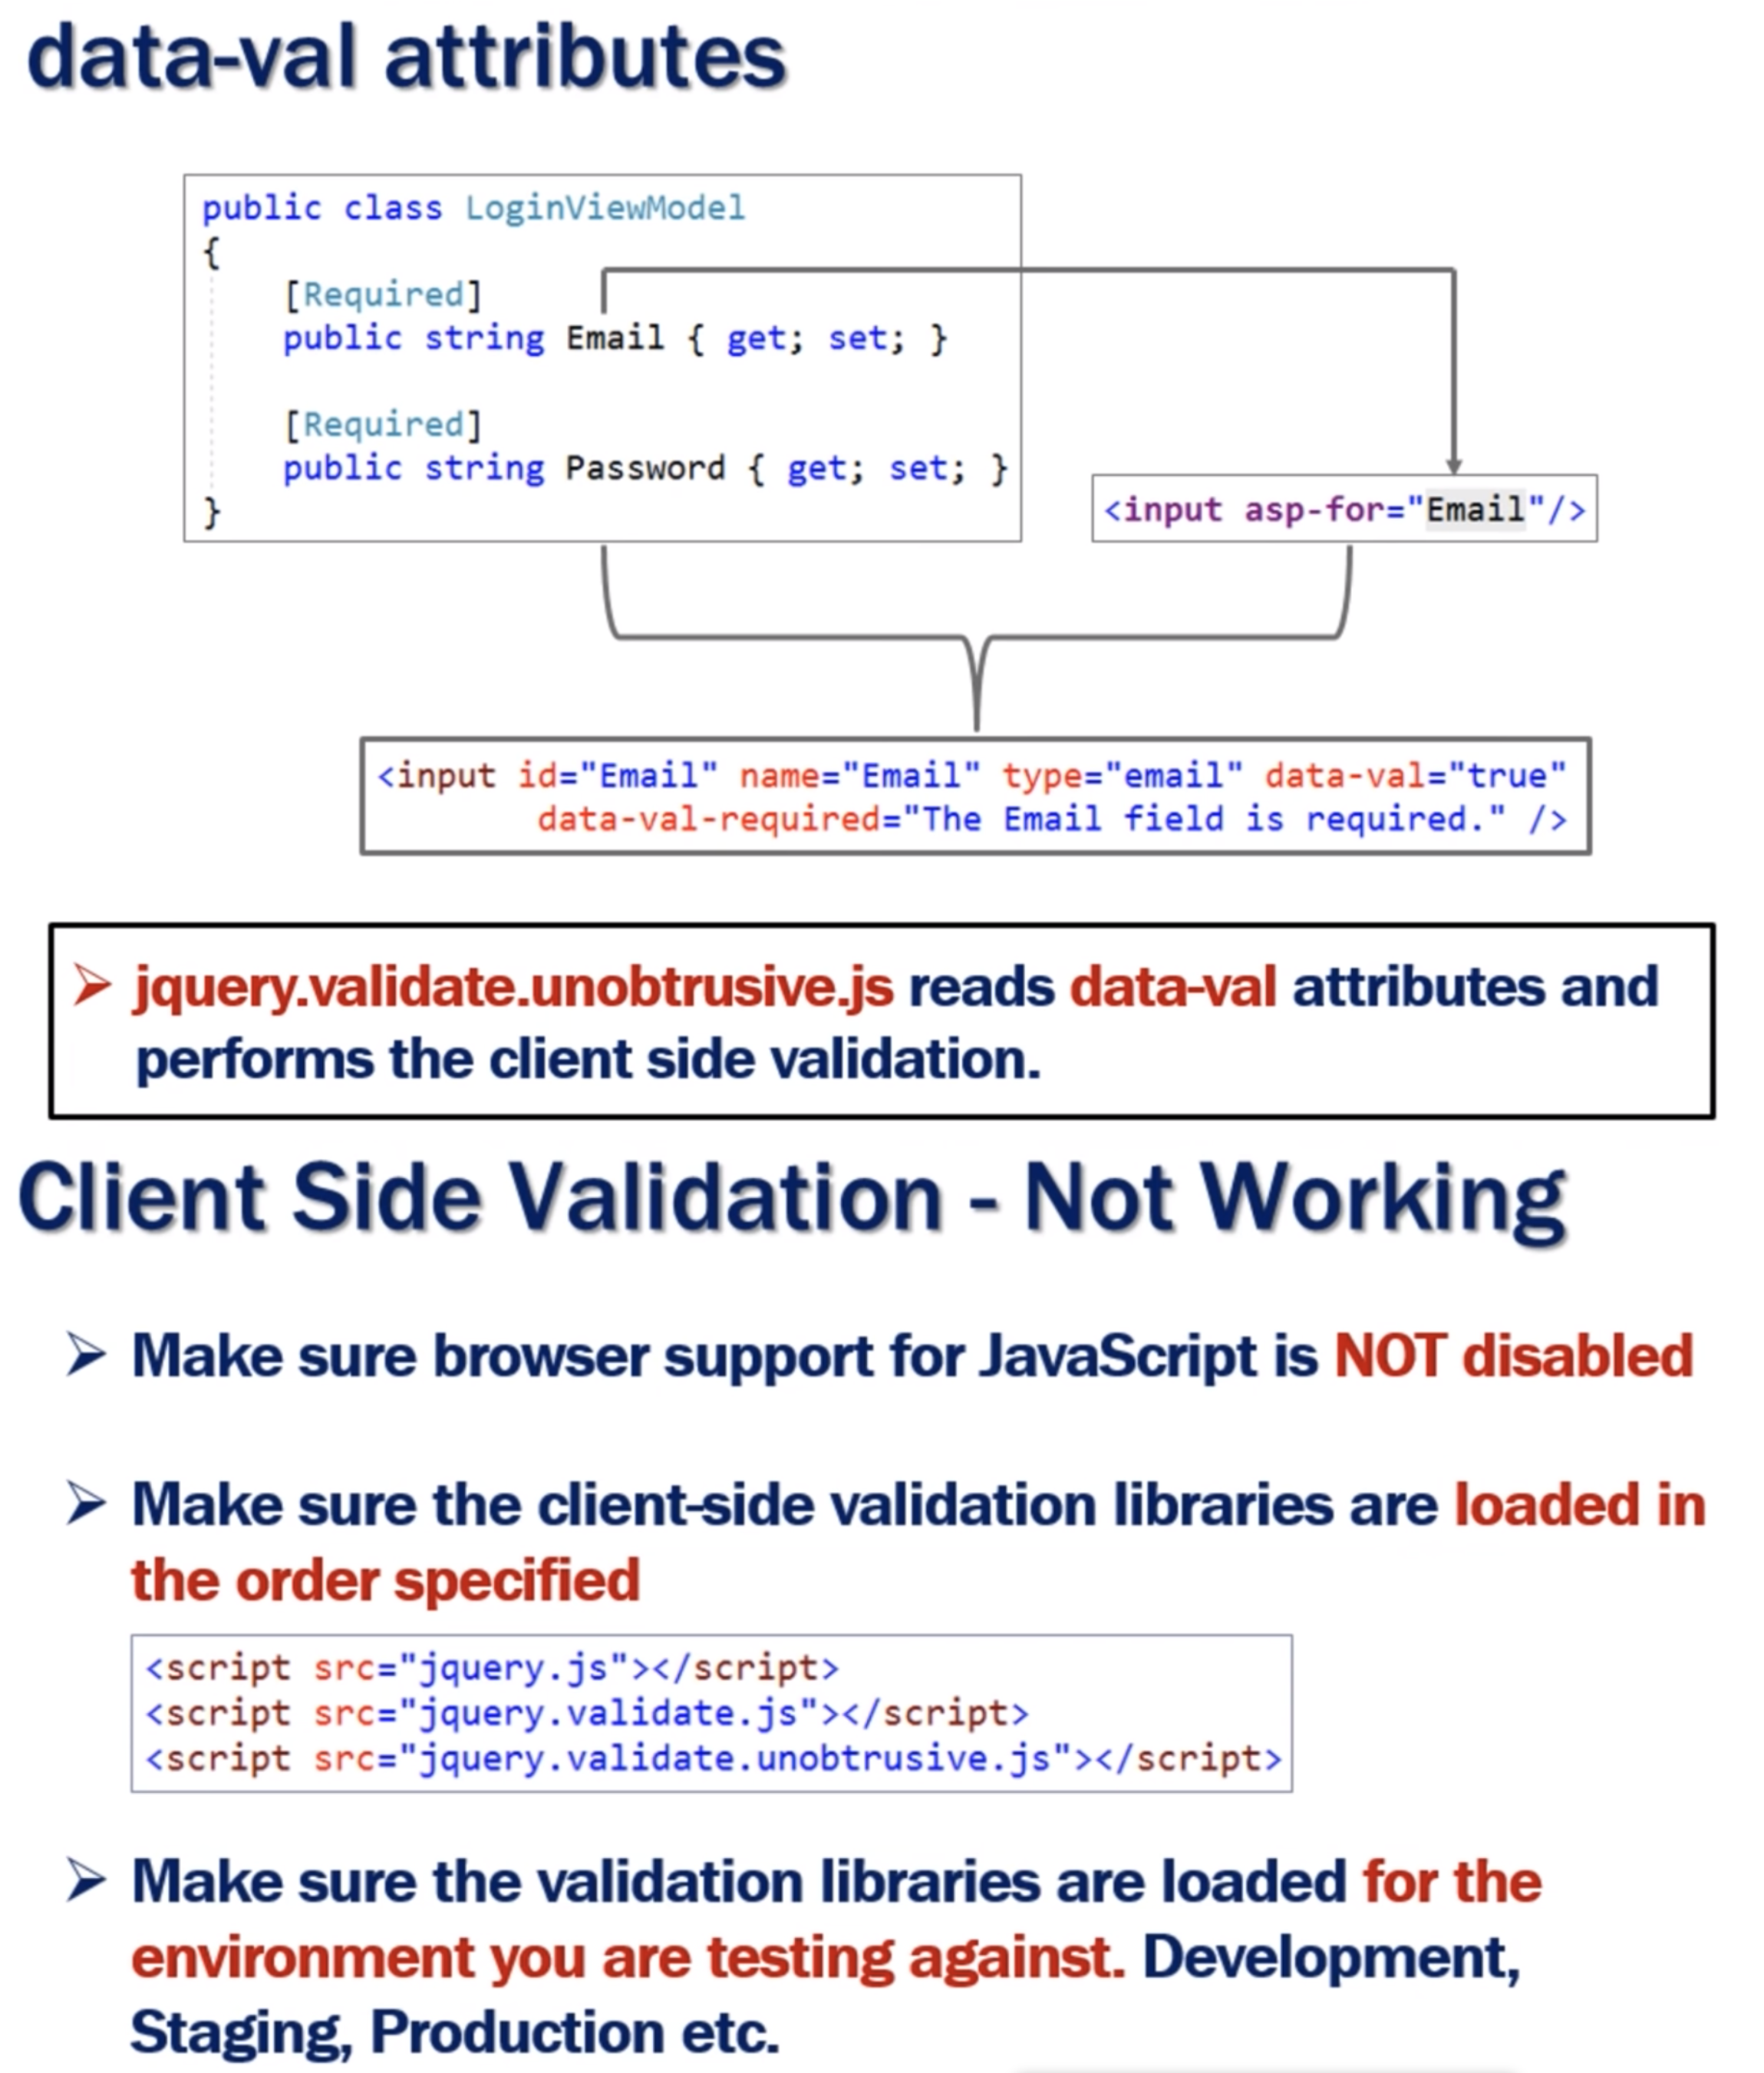 data-val attributes
public class LoginViewModel
{
[Required]
public string Email { get; set; }
[Required]
public string Password { get; set; }
}
<input asp-for="Email"/>
<input id="Email" name="Email" type="email" data-val="true"
data-val-required="The Email field is required." />
➢ jquery.validate.unobtrusive.js reads data-val attributes and
performs the client side validation.
Client Side Validation - Not Working
➢ Make sure browser support for JavaScript is NOT disabled
➢ Make sure the client-side validation libraries are loaded in
the order specified
<script src="jquery.js"></script>
<script src="jquery.validate.js"></script>
<script src="jquery.validate.unobtrusive.js"></script>
➢ Make sure the validation libraries are loaded for the
environment you are testing against. Development,
Staging, Production etc.